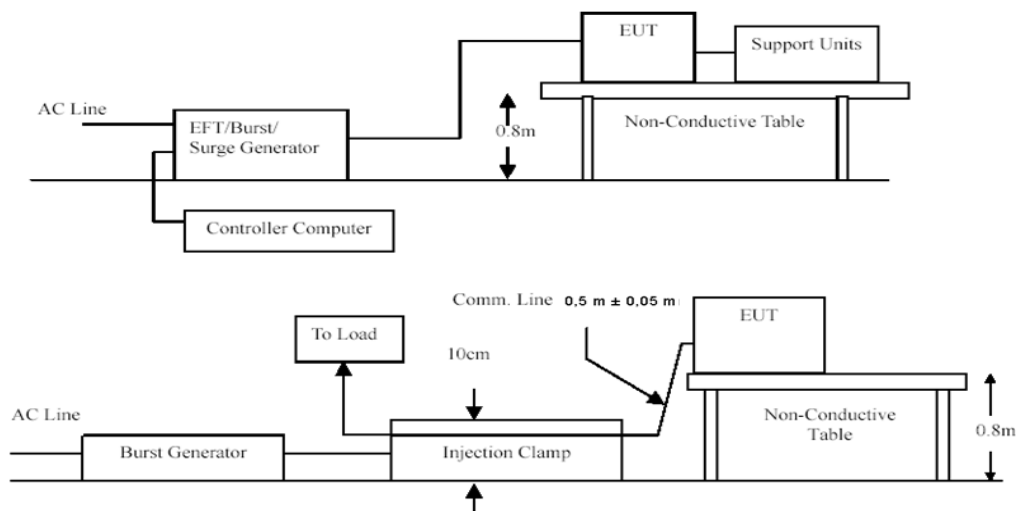 EUT
Support Units
AC Line
EFT/Burst/
Surge Generator
0.8m
Non-Conductive Table
Controller Computer
Comm. Line 0,5 m ± 0,05 m
EUT
To Load
10cm
AC Line
Non-Conductive
Table
0.8m
Burst Generator
Injection Clamp